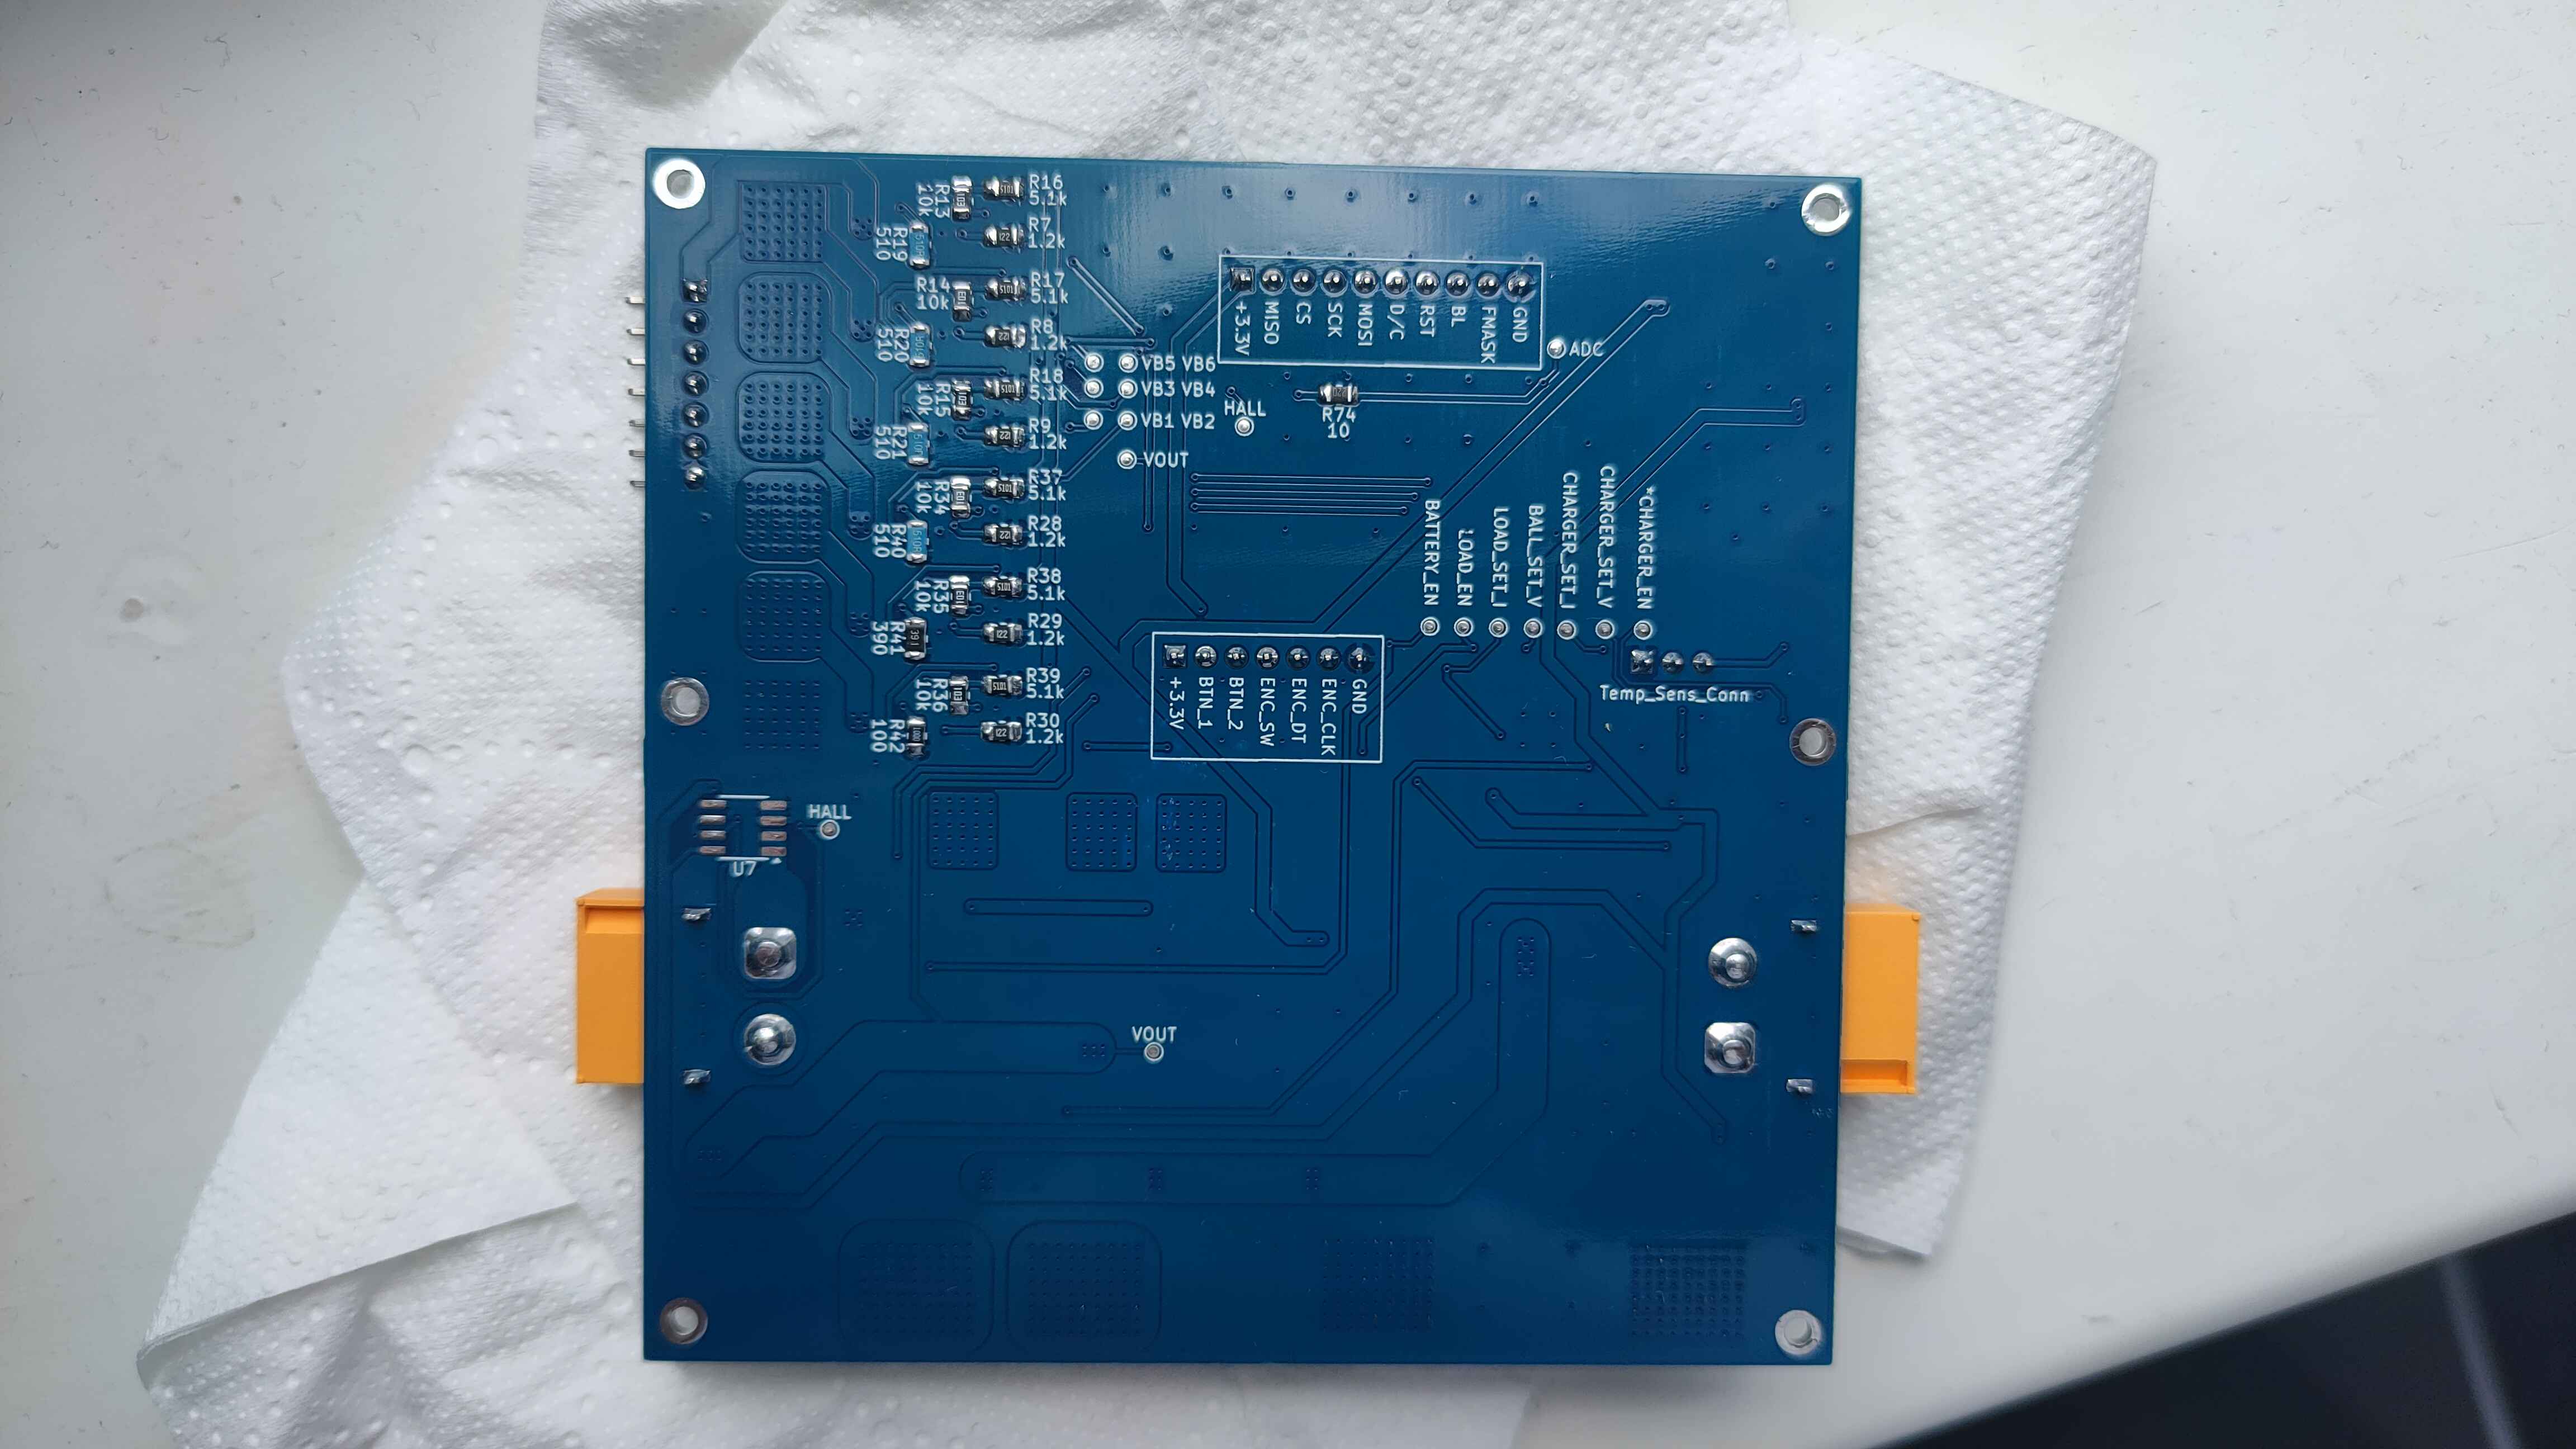 R16
5.1k
R13
10k
R7
1.2k
R19
510
R17
5.1k
R14
10k
R8
1.2k
R20
510
R18
5.1k
R15
10k
R9
1.2k
R21
510
R37
5.1k
R34
10k
R28
1.2k
R40
510
R38
5.1k
R35
10k
R29
1.2k
R41
390
R39
5.1k
R36
10k
R30
1.2k
R42
100
VB5 VB6
VB3 VB4
VB1 VB2
VOUT
HALL
+3.3V
MISO
CS
SCK
MOSI
D/C
RST
BL
FMASK
GND
ADC
R74
10
BATTERY_EN
LOAD_EN
LOAD_SET_I
BALL_SET_V
CHARGER_SET_I
CHARGER_SET_V
*CHARGER_EN
Temp_Sens_Conn
+3.3V
BTN_1
BTN_2
ENC_SW
ENC_DT
ENC_CLK
GND
HALL
U7
VOUT